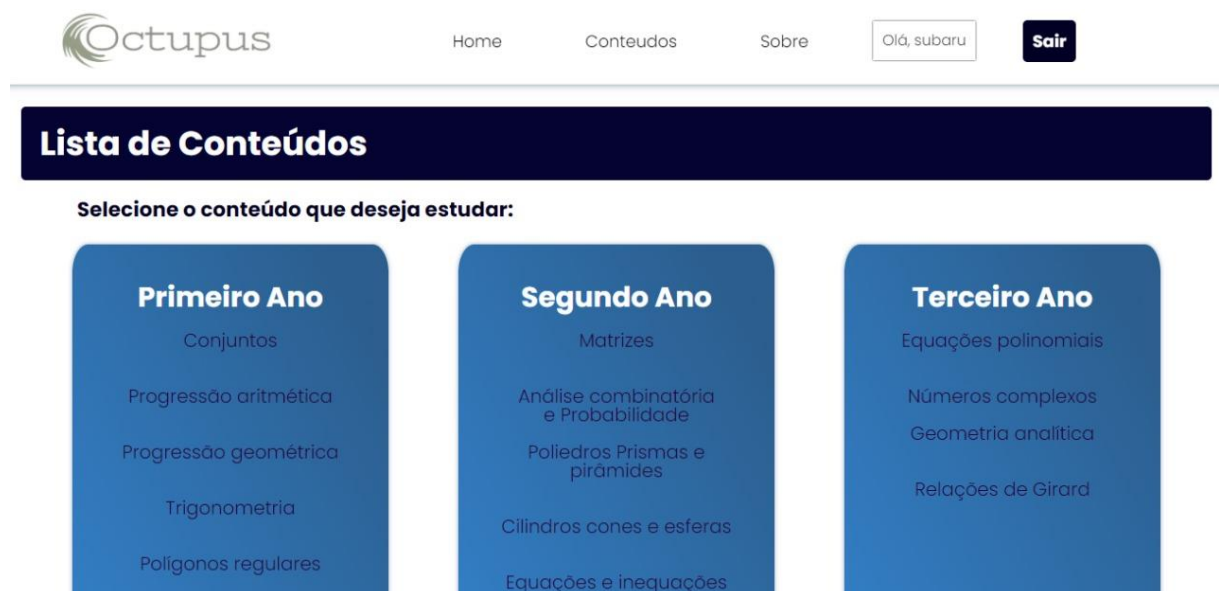 Octupus
Home
Conteudos
Sobre
Olá, subaru
Sair
Lista de Conteúdos
Selecione o conteúdo que deseja estudar:
Primeiro Ano
Conjuntos
Progressão aritmética
Progressão geométrica
Trigonometria
Polígonos regulares
Segundo Ano
Matrizes
Análise combinatória
e Probabilidade
Poliedros Prismas e
pirâmides
Cilindros cones e esferas
Equações e inequações
Terceiro Ano
Equações polinomiais
Números complexos
Geometria analítica
Relações de Girard